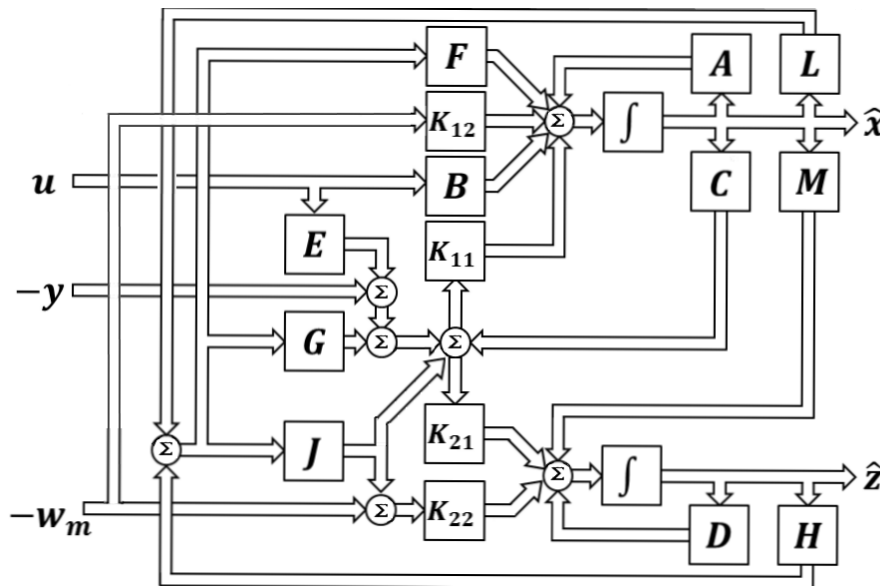 F A L
K₁₂ Σ ∫ x̂
u B C M
E K₁₁
−y Σ
G Σ Σ
J K₂₁
Σ Σ ∫ ẑ
−wₘ Σ K₂₂ D H